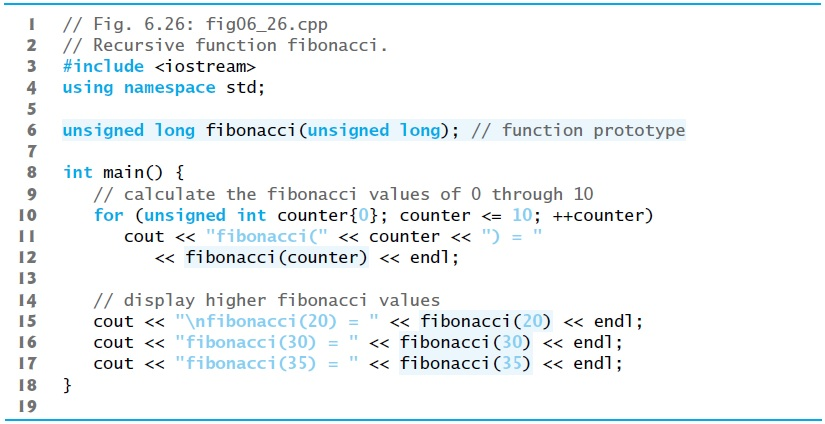 1 // Fig. 6.26: fig06_26.cpp
2 // Recursive function fibonacci.
3 #include <iostream>
4 using namespace std;
5
6 unsigned long fibonacci(unsigned long); // function prototype
7
8 int main() {
9 // calculate the fibonacci values of 0 through 10
10 for (unsigned int counter{0}; counter <= 10; ++counter)
11 cout << "fibonacci(" << counter << ") = "
12 << fibonacci(counter) << endl;
13
14 // display higher fibonacci values
15 cout << "\nfibonacci(20) = " << fibonacci(20) << endl;
16 cout << "fibonacci(30) = " << fibonacci(30) << endl;
17 cout << "fibonacci(35) = " << fibonacci(35) << endl;
18 }
19